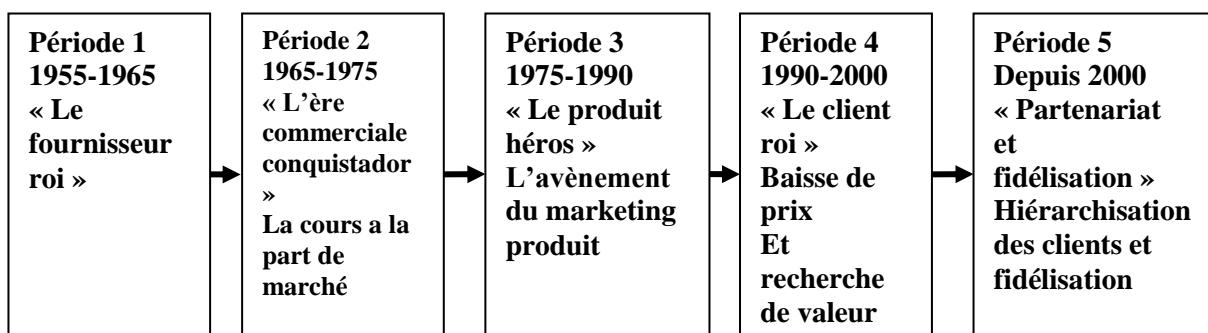 Période 1
1955-1965
« Le
fournisseur
roi »
Période 2
1965-1975
« L’ère
commerciale
conquistador
»
La cours a la
part de
marché
Période 3
1975-1990
« Le produit
héros »
L’avènement
du marketing
produit
Période 4
1990-2000
« Le client
roi »
Baisse de
prix
Et
recherche
de valeur
Période 5
Depuis 2000
« Partenariat
et
fidélisation »
Hiérarchisation
des clients et
fidélisation